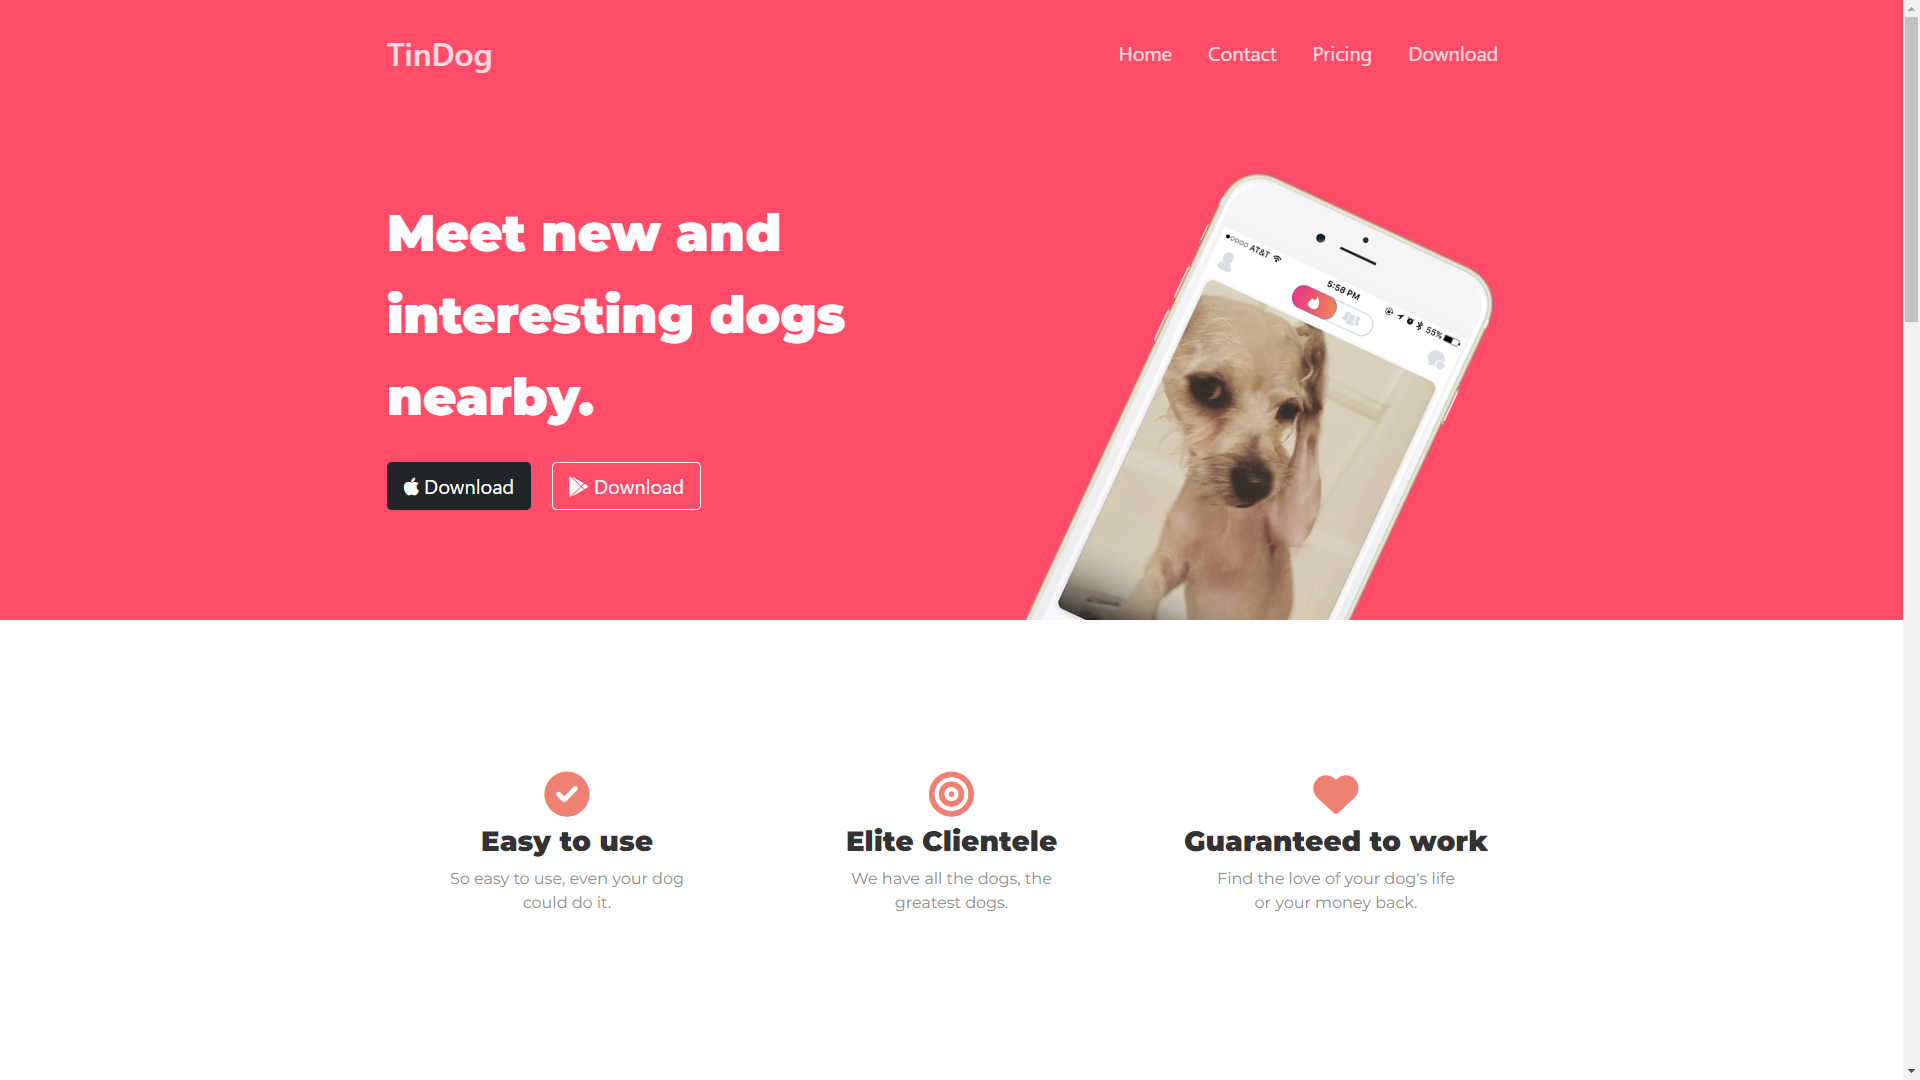 TinDog
Home Contact Pricing Download
Meet new and
interesting dogs
nearby.
Download Download
AT&T
5:58 PM
55%
Easy to use
So easy to use, even your dog
could do it.
Elite Clientele
We have all the dogs, the
greatest dogs.
Guaranteed to work
Find the love of your dog's life
or your money back.